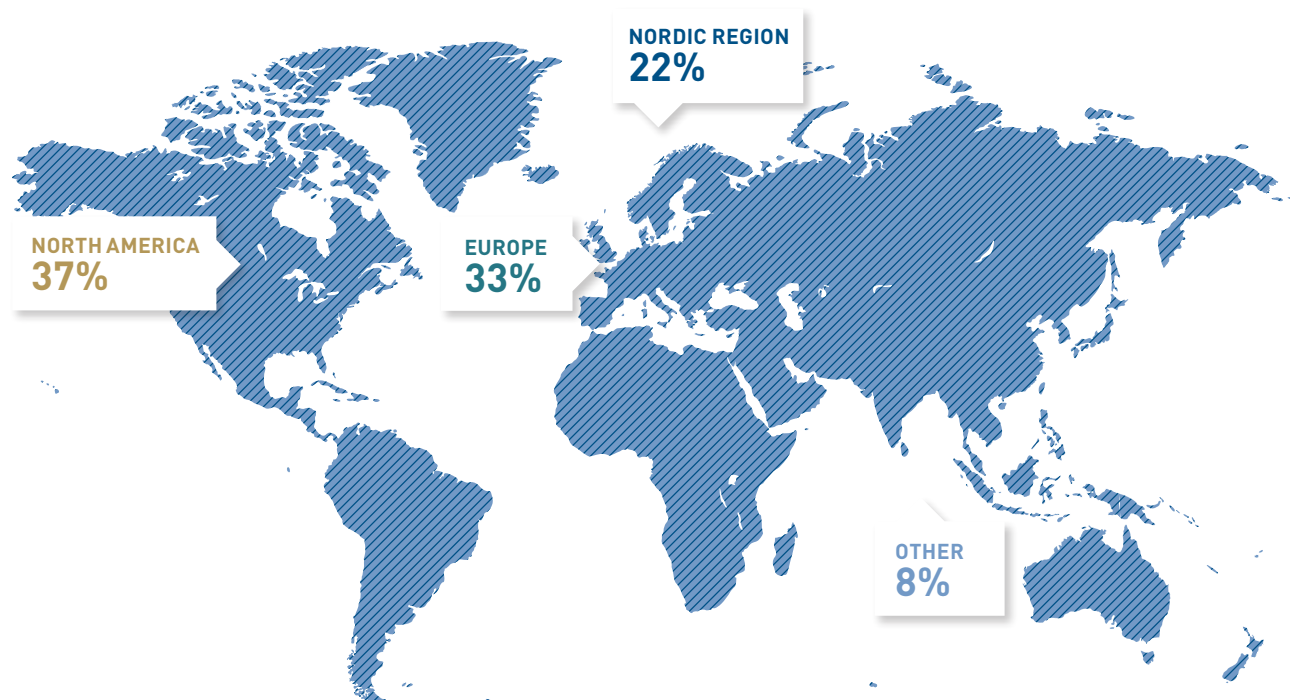 NORDIC REGION
22%
NORTH AMERICA
37%
EUROPE
33%
OTHER
8%